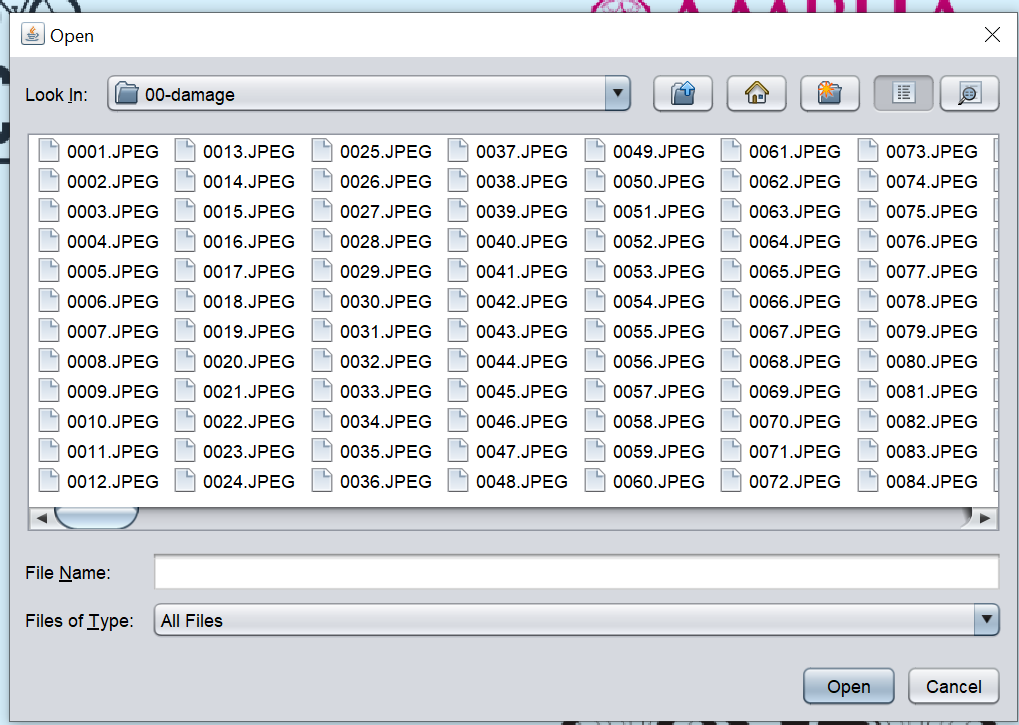 Open
Look In: 00-damage
0001.JPEG 0013.JPEG 0025.JPEG 0037.JPEG 0049.JPEG 0061.JPEG 0073.JPEG
0002.JPEG 0014.JPEG 0026.JPEG 0038.JPEG 0050.JPEG 0062.JPEG 0074.JPEG
0003.JPEG 0015.JPEG 0027.JPEG 0039.JPEG 0051.JPEG 0063.JPEG 0075.JPEG
0004.JPEG 0016.JPEG 0028.JPEG 0040.JPEG 0052.JPEG 0064.JPEG 0076.JPEG
0005.JPEG 0017.JPEG 0029.JPEG 0041.JPEG 0053.JPEG 0065.JPEG 0077.JPEG
0006.JPEG 0018.JPEG 0030.JPEG 0042.JPEG 0054.JPEG 0066.JPEG 0078.JPEG
0007.JPEG 0019.JPEG 0031.JPEG 0043.JPEG 0055.JPEG 0067.JPEG 0079.JPEG
0008.JPEG 0020.JPEG 0032.JPEG 0044.JPEG 0056.JPEG 0068.JPEG 0080.JPEG
0009.JPEG 0021.JPEG 0033.JPEG 0045.JPEG 0057.JPEG 0069.JPEG 0081.JPEG
0010.JPEG 0022.JPEG 0034.JPEG 0046.JPEG 0058.JPEG 0070.JPEG 0082.JPEG
0011.JPEG 0023.JPEG 0035.JPEG 0047.JPEG 0059.JPEG 0071.JPEG 0083.JPEG
0012.JPEG 0024.JPEG 0036.JPEG 0048.JPEG 0060.JPEG 0072.JPEG 0084.JPEG
File Name:
Files of Type: All Files
Open Cancel